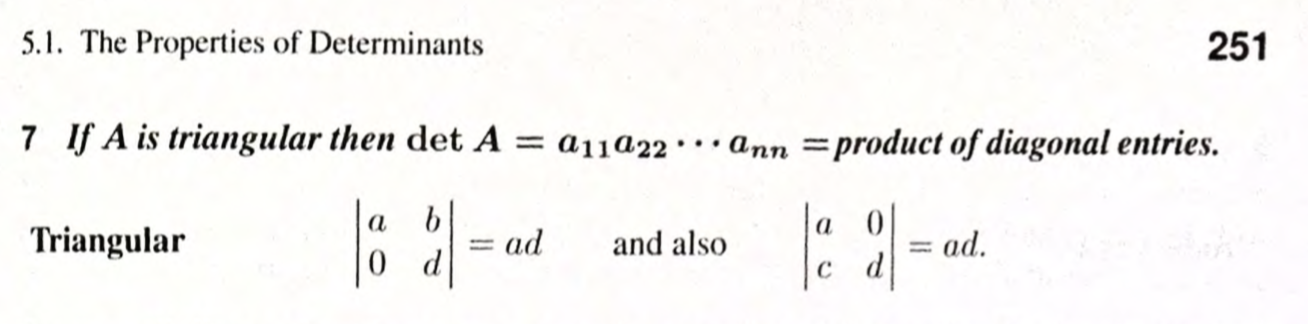 5.1. The Properties of Determinants 251
7 If A is triangular then det A = a₁₁a₂₂ ⋯ aₙₙ = product of diagonal entries.
Triangular |a b; 0 d| = ad and also |a 0; c d| = ad.